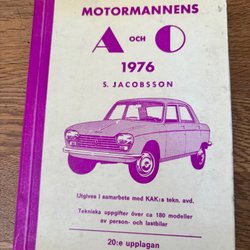 MOTORMANNENS
A OCH O
1976
S. JACOBSSON
Utgives i samarbete med KAK:s tekn. avd.
Tekniska uppgifter över ca 180 modeller
av person- och lastbilar
20:e upplagan